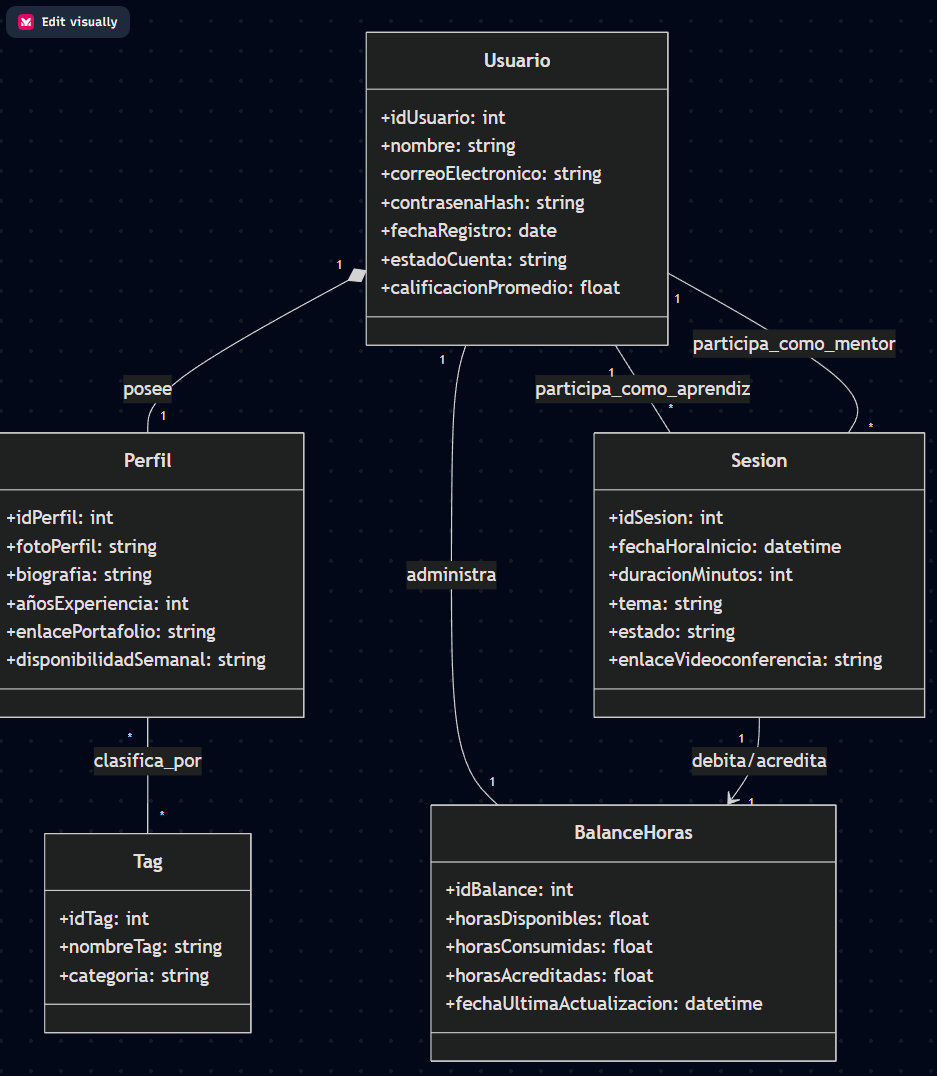 Edit visually
Usuario
+idUsuario: int
+nombre: string
+correoElectronico: string
+contrasenaHash: string
+fechaRegistro: date
+estadoCuenta: string
+calificacionPromedio: float
1
1
1
1
participa_como_mentor
posee
participa_como_aprendiz
1
*
*
Perfil
+idPerfil: int
+fotoPerfil: string
+biografia: string
+añosExperiencia: int
+enlacePortafolio: string
+disponibilidadSemanal: string
Sesion
+idSesion: int
+fechaHoraInicio: datetime
+duracionMinutos: int
+tema: string
+estado: string
+enlaceVideoconferencia: string
administra
*
clasifica_por
*
1
debita/acredita
1
1
Tag
+idTag: int
+nombreTag: string
+categoria: string
BalanceHoras
+idBalance: int
+horasDisponibles: float
+horasConsumidas: float
+horasAcreditadas: float
+fechaUltimaActualizacion: datetime